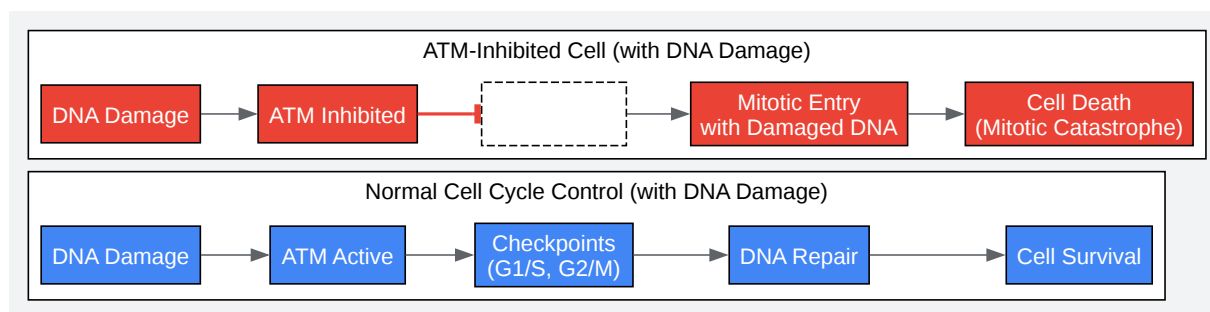 ATM-Inhibited Cell (with DNA Damage)
DNA Damage
ATM Inhibited
Mitotic Entry
with Damaged DNA
Cell Death
(Mitotic Catastrophe)
Normal Cell Cycle Control (with DNA Damage)
DNA Damage
ATM Active
Checkpoints
(G1/S, G2/M)
DNA Repair
Cell Survival